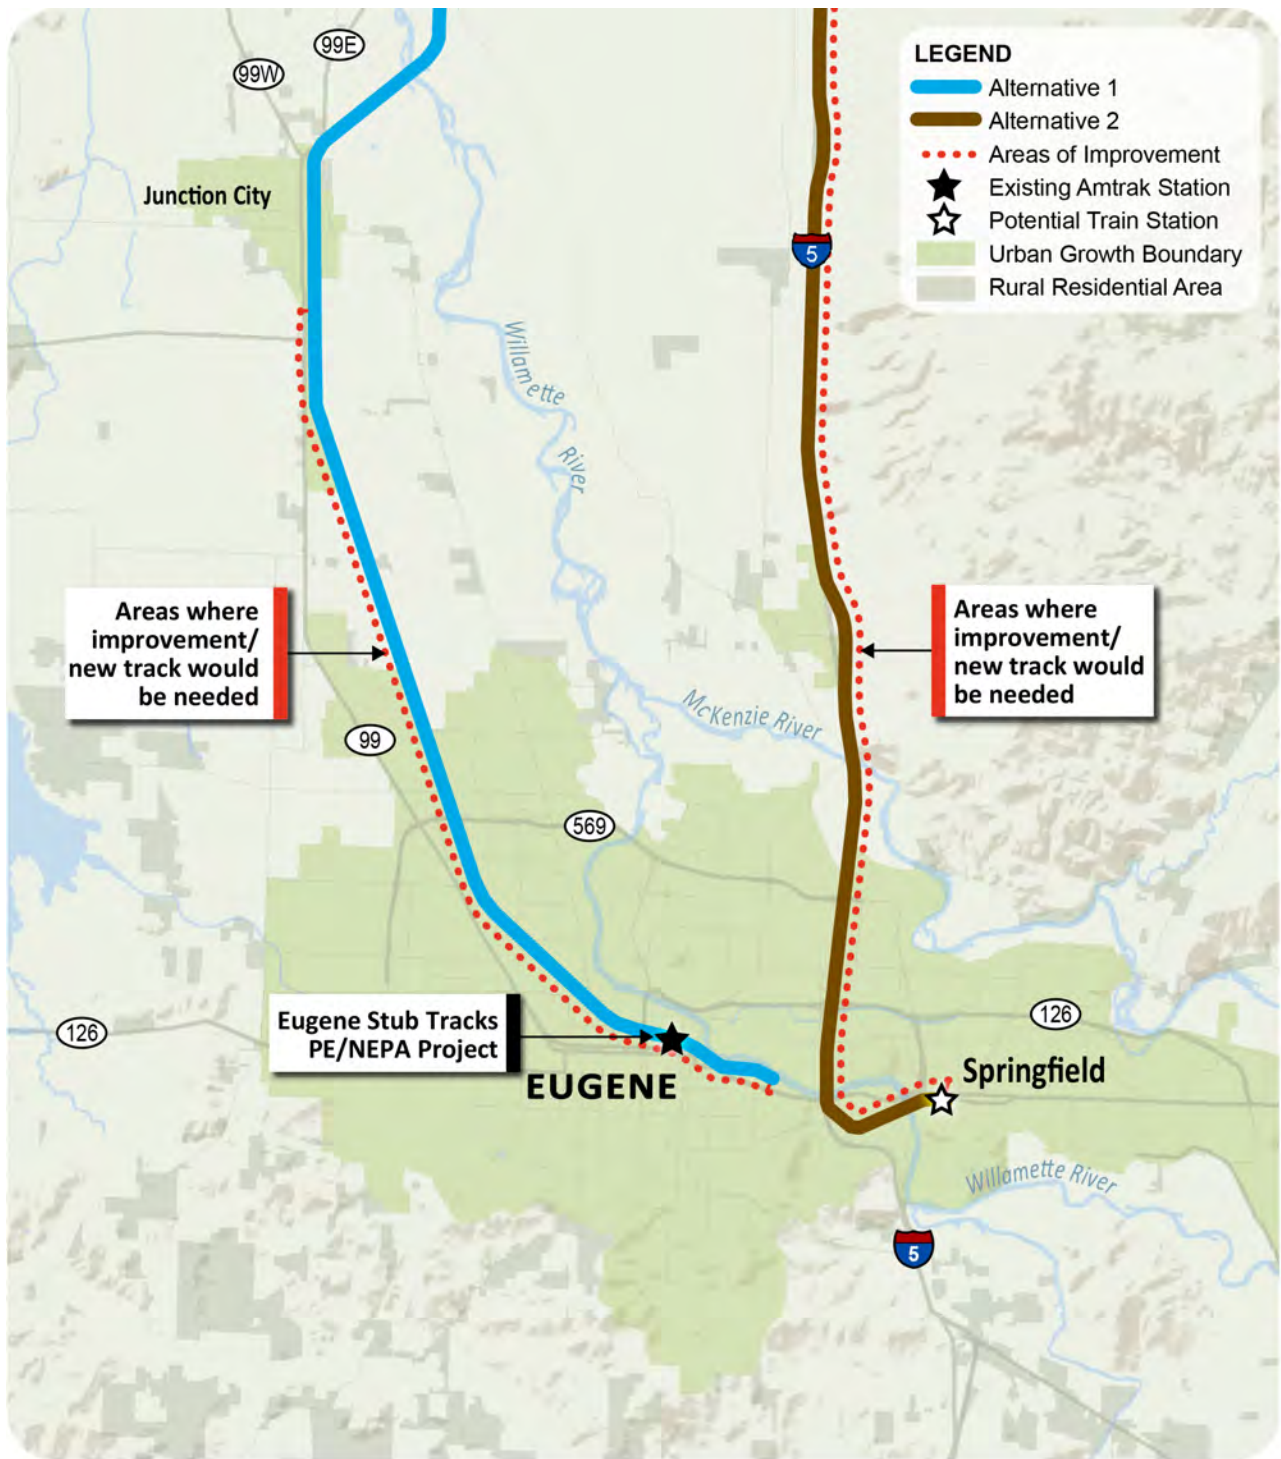 99E
99W
Junction City
LEGEND
Alternative 1
Alternative 2
Areas of Improvement
Existing Amtrak Station
Potential Train Station
Urban Growth Boundary
Rural Residential Area
5
Willamette
River
Areas where
improvement/
new track would
be needed
Areas where
improvement/
new track would
be needed
McKenzie River
99
569
126
Eugene Stub Tracks
PE/NEPA Project
EUGENE
126
Springfield
Willamette River
5